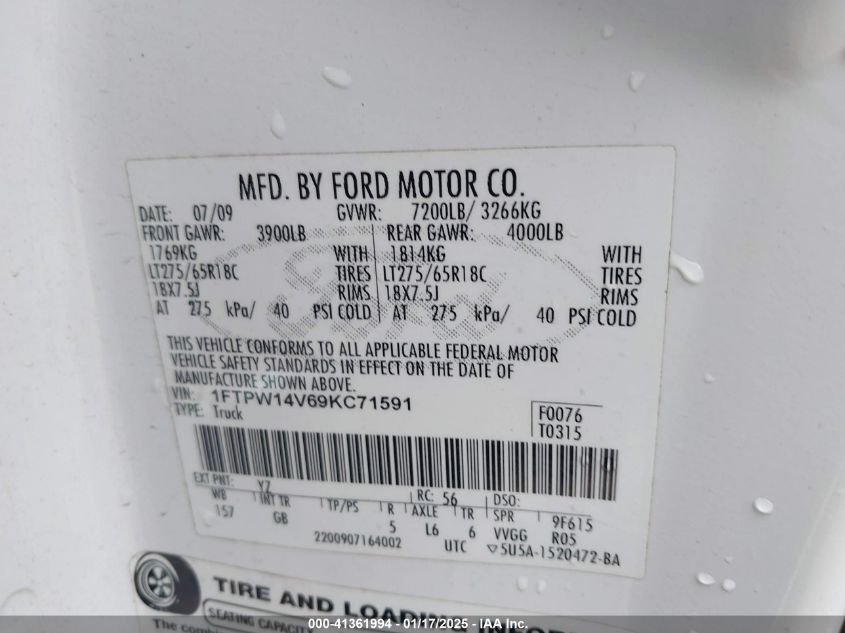 MFD. BY FORD MOTOR CO.
DATE: 07/09 GVWR: 7200LB/ 3266KG
FRONT GAWR: 3900LB REAR GAWR: 4000LB
1769KG WITH 1814KG WITH
LT275/65R18C TIRES LT275/65R18C TIRES
18X7.5J RIMS 18X7.5J RIMS
AT 275 kPa/ 40 PSI COLD AT 275 kPa/ 40 PSI COLD
THIS VEHICLE CONFORMS TO ALL APPLICABLE FEDERAL MOTOR
VEHICLE SAFETY STANDARDS IN EFFECT ON THE DATE OF
MANUFACTURE SHOWN ABOVE.
VIN: 1FTPW14V69KC71591
TYPE: Truck
F0076
T0315
EXT PNT: YZ RC: 56 DSO:
WB INT TR TP/PS R AXLE TR SPR 9F615
157 GB 5 L6 6 VVGG R05
2200907164002 UTC ▽5U5A-1520472-BA
TIRE AND LOADING
SEATING CAPACITY
The
000-41361994 - 01/17/2025 - IAAI Inc.